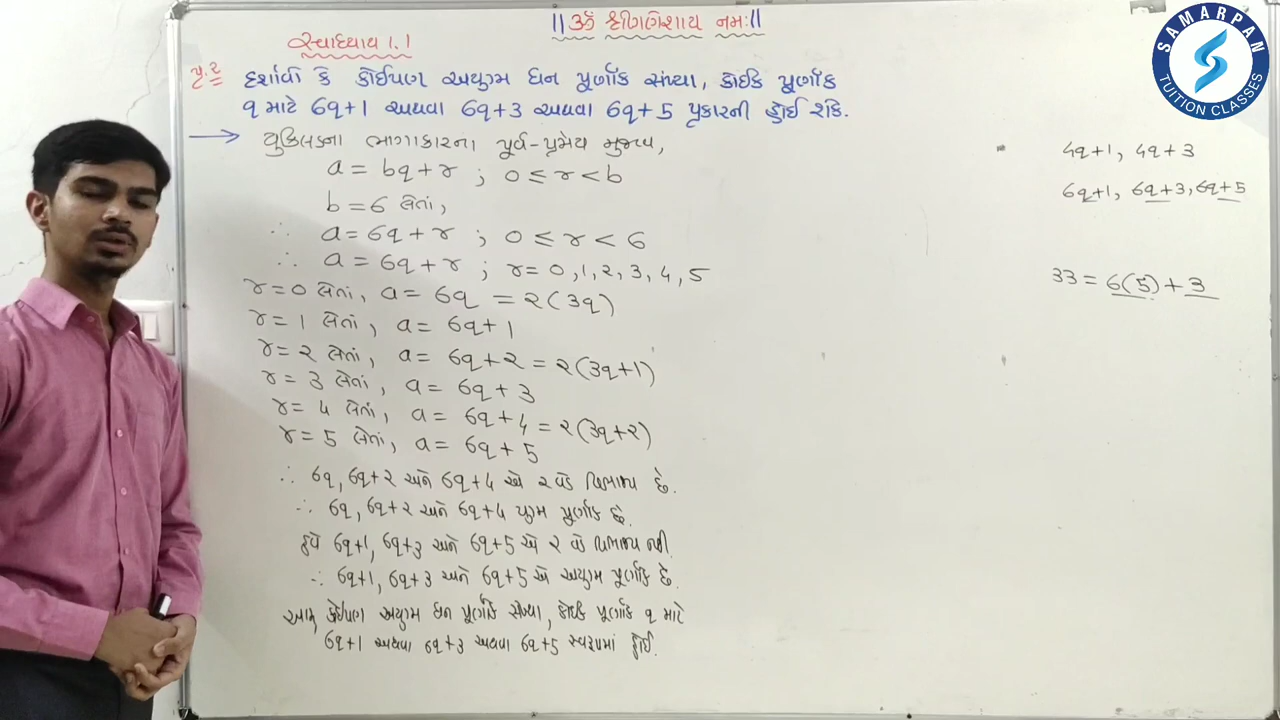 ॥ ૐ શ્રીગણેશાય નમઃ ॥
સ્વાધ્યાય 1.1
પ્ર.૨ દર્શાવો કે કોઈપણ અયુગ્મ ધન પૂર્ણાંક સંખ્યા, કોઈક પૂર્ણાંક
q માટે 6q+1 અથવા 6q+3 અથવા 6q+5 પ્રકારની હોઈ શકે.
→ યુક્લિડના ભાગાકારના પૂર્વ-પ્રમેય મુજબ,
a = bq + r ; 0 ≤ r < b
b = 6 લેતાં,
∴ a = 6q + r ; 0 ≤ r < 6
∴ a = 6q + r ; r = 0, 1, 2, 3, 4, 5
r = 0 લેતાં, a = 6q = 2(3q)
r = 1 લેતાં, a = 6q + 1
r = 2 લેતાં, a = 6q + 2 = 2(3q+1)
r = 3 લેતાં, a = 6q + 3
r = 4 લેતાં, a = 6q + 4 = 2(3q+2)
r = 5 લેતાં, a = 6q + 5
∴ 6q, 6q+2 અને 6q+4 એ 2 વડે વિભાજ્ય છે.
∴ 6q, 6q+2 અને 6q+4 યુગ્મ પૂર્ણાંક છે.
હવે 6q+1, 6q+3 અને 6q+5 એ 2 વડે વિભાજ્ય નથી.
∴ 6q+1, 6q+3 અને 6q+5 એ અયુગ્મ પૂર્ણાંક છે.
આમ, કોઈપણ અયુગ્મ ધન પૂર્ણાંક સંખ્યા, કોઈક પૂર્ણાંક q માટે
6q+1 અથવા 6q+3 અથવા 6q+5 સ્વરૂપમાં હોઈ.
4q+1, 4q+3
6q+1, 6q+3, 6q+5
33 = 6(5) + 3
SAMARPAN
TUITION CLASSES